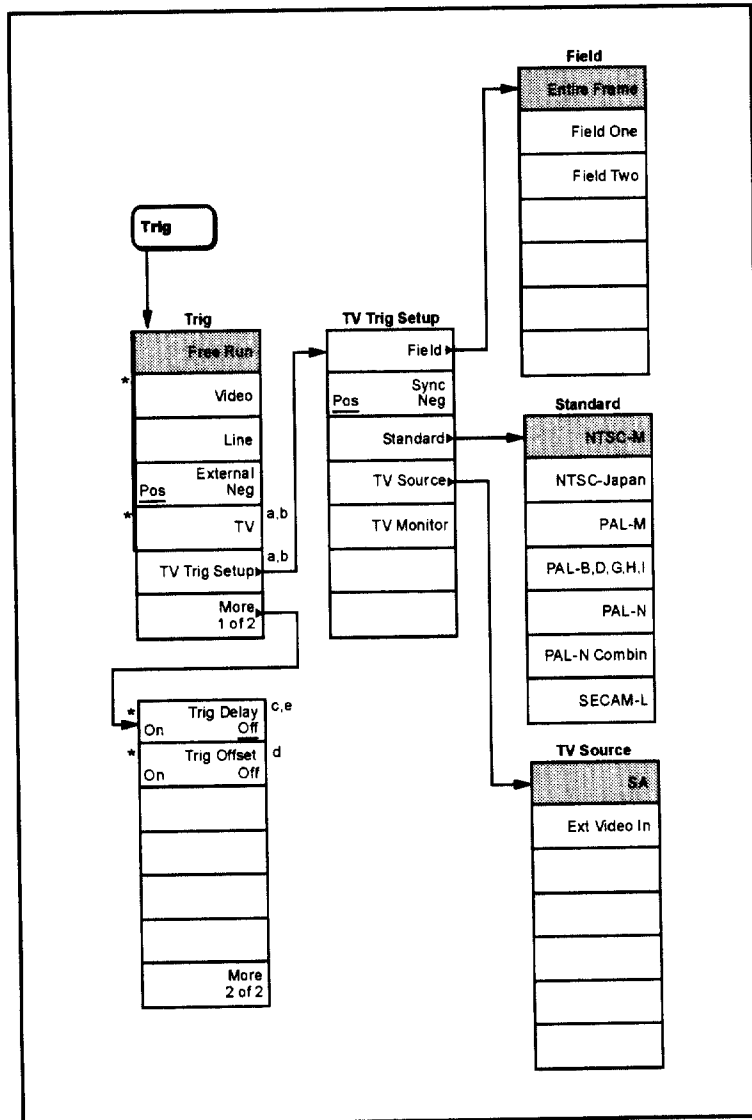 Trig
Trig
Free Run
*
Video
Line
External
Pos Neg
*
TV
a,b
TV Trig Setup
a,b
More
1 of 2
*
Trig Delay
On Off
c,e
*
Trig Offset
On Off
d
More
2 of 2
TV Trig Setup
Field
Sync
Pos Neg
Standard
TV Source
TV Monitor
Field
Entire Frame
Field One
Field Two
Standard
NTSC-M
NTSC-Japan
PAL-M
PAL-B,D,G,H,I
PAL-N
PAL-N Combin
SECAM-L
TV Source
SA
Ext Video In